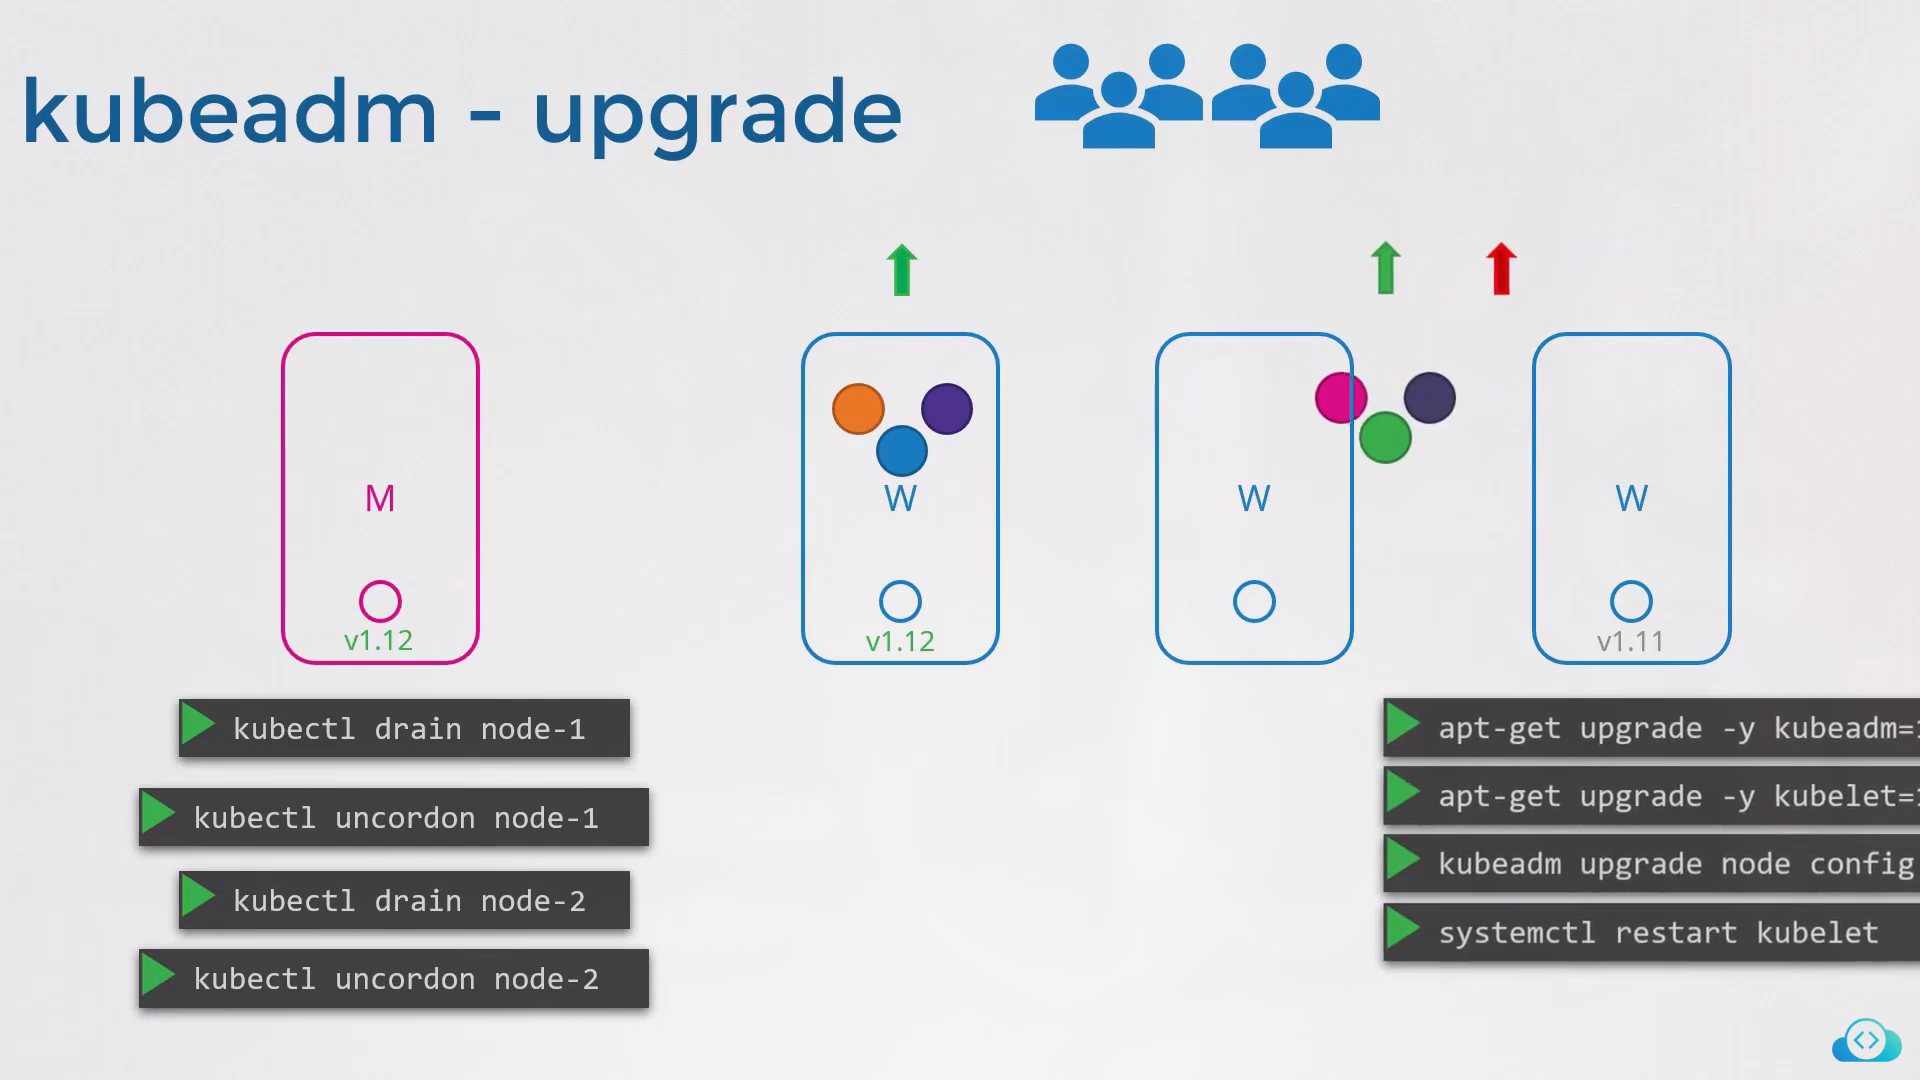 kubeadm - upgrade
M
v1.12
W
v1.12
W
W
v1.11
kubectl drain node-1
kubectl uncordon node-1
kubectl drain node-2
kubectl uncordon node-2
apt-get upgrade -y kubeadm=
apt-get upgrade -y kubelet=
kubeadm upgrade node config
systemctl restart kubelet